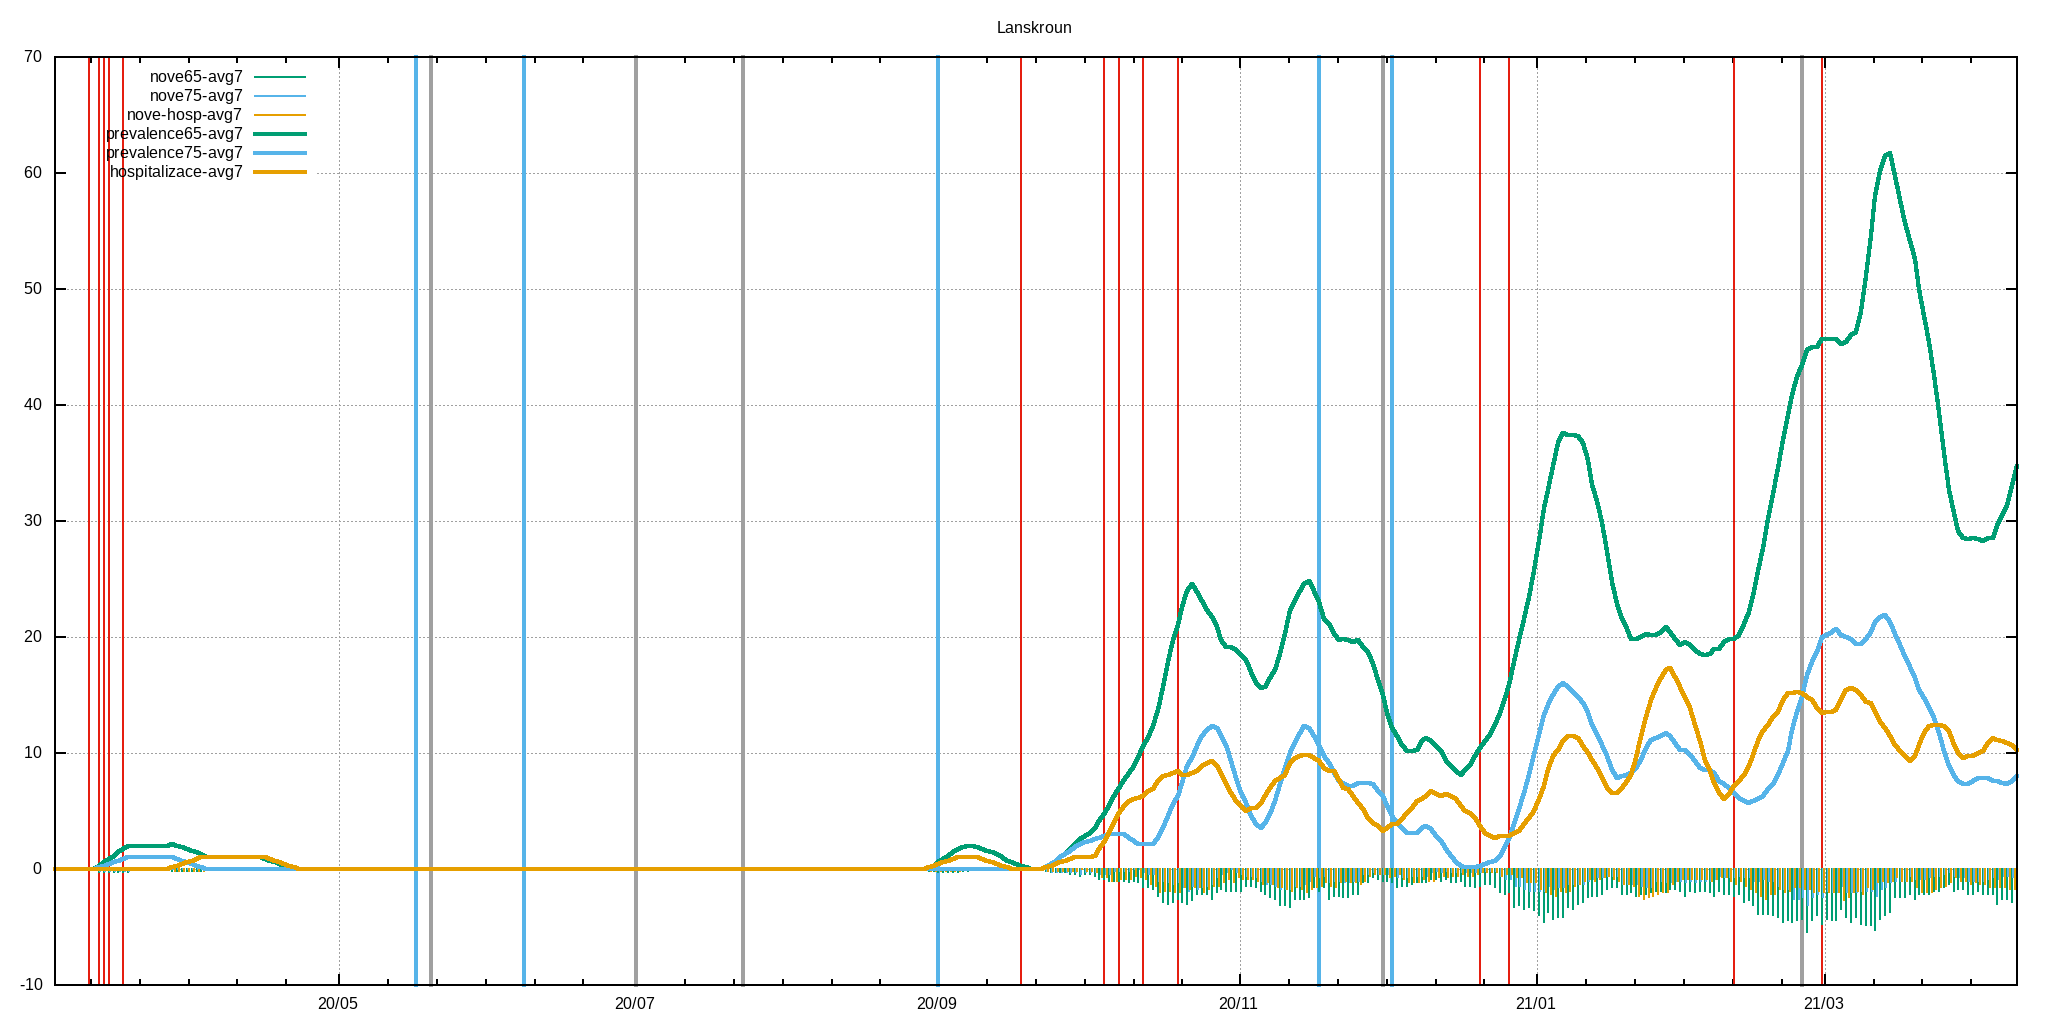 Lanskroun
70
60
50
40
30
20
10
0
-10
nove65-avg7
nove75-avg7
nove-hosp-avg7
prevalence65-avg7
prevalence75-avg7
hospitalizace-avg7
20/05
20/07
20/09
20/11
21/01
21/03